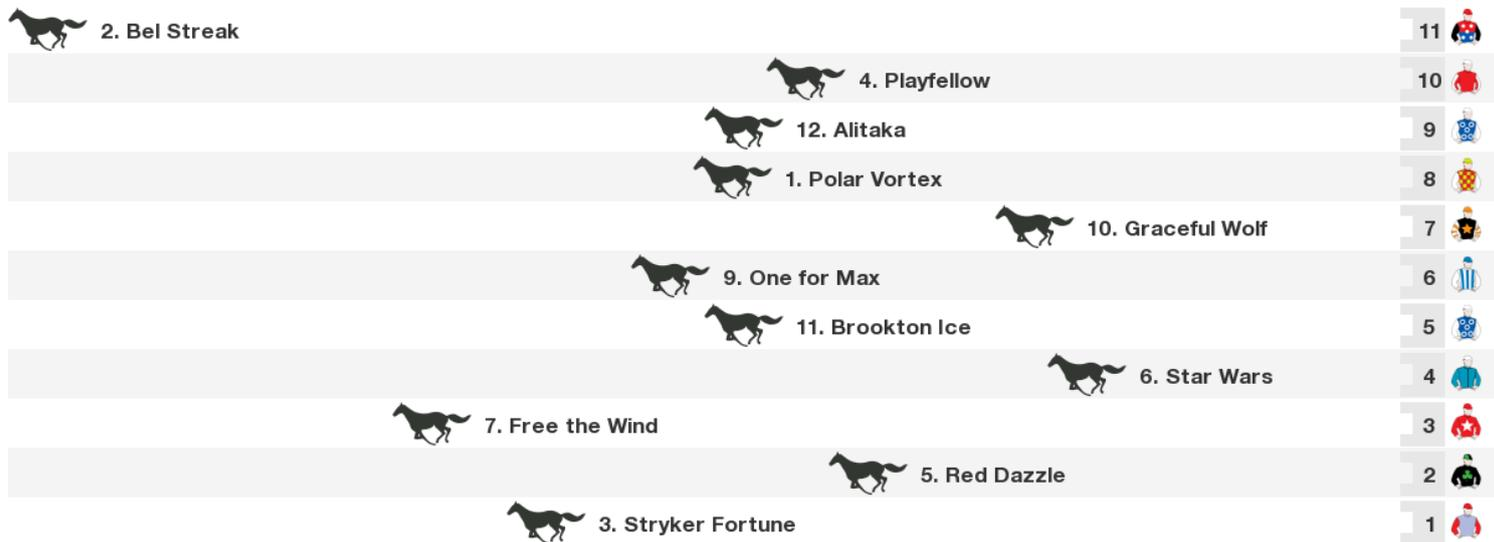 2. Bel Streak 11
4. Playfellow 10
12. Alitaka 9
1. Polar Vortex 8
10. Graceful Wolf 7
9. One for Max 6
11. Brookton Ice 5
6. Star Wars 4
7. Free the Wind 3
5. Red Dazzle 2
3. Stryker Fortune 1